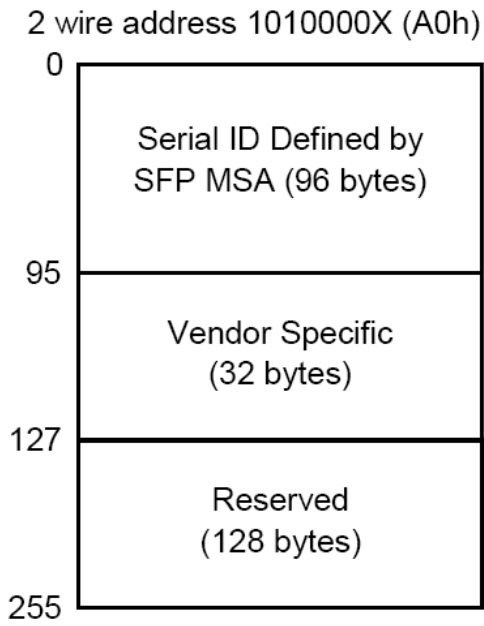 2 wire address 1010000X (A0h)
0
Serial ID Defined by
SFP MSA (96 bytes)
95
Vendor Specific
(32 bytes)
127
Reserved
(128 bytes)
255